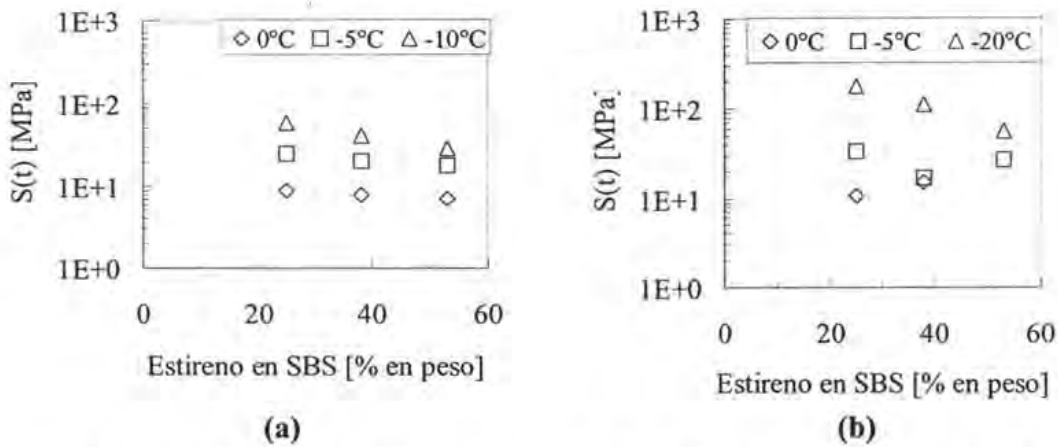 ◇ 0°C □ -5°C △ -10°C
S(t) [MPa]
1E+3
1E+2
1E+1
1E+0
0 20 40 60
Estireno en SBS [% en peso]
(a)
◇ 0°C □ -5°C △ -20°C
S(t) [MPa]
1E+3
1E+2
1E+1
1E+0
0 20 40 60
Estireno en SBS [% en peso]
(b)